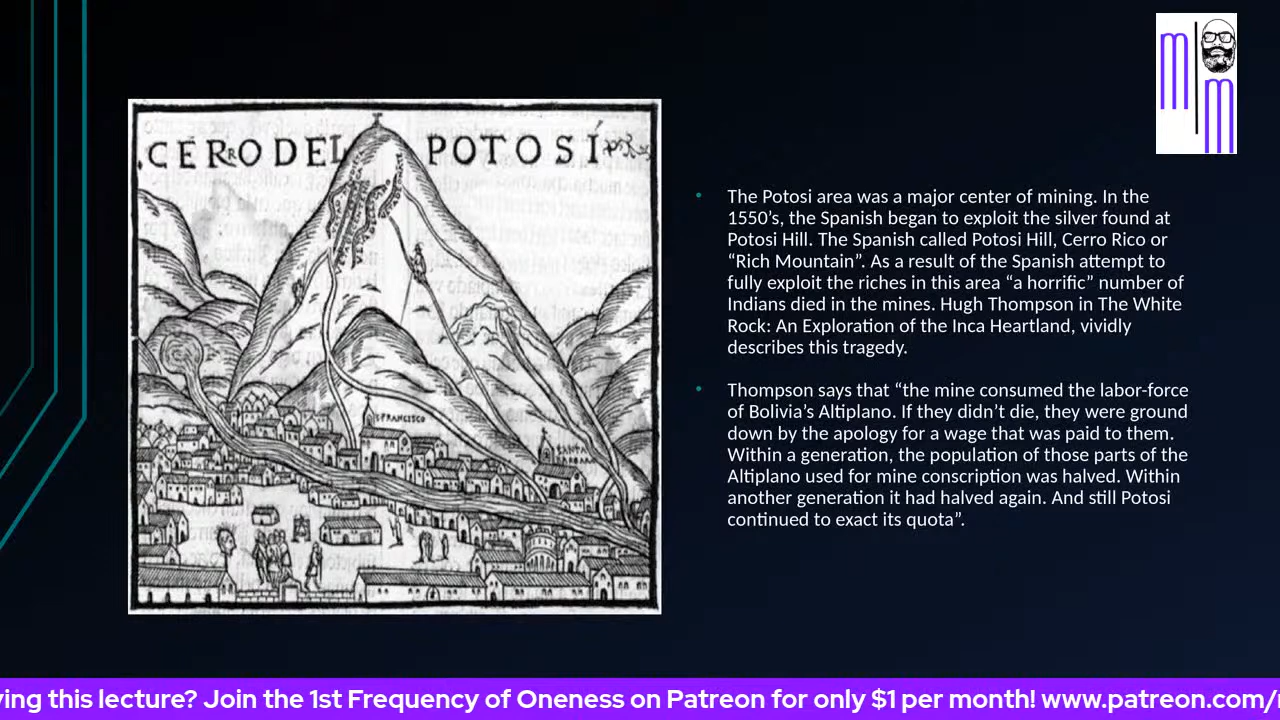 CERRO DEL POTOSÍ
S. FRANCISCO
The Potosi area was a major center of mining. In the
1550’s, the Spanish began to exploit the silver found at
Potosi Hill. The Spanish called Potosi Hill, Cerro Rico or
“Rich Mountain”. As a result of the Spanish attempt to
fully exploit the riches in this area “a horrific” number of
Indians died in the mines. Hugh Thompson in The White
Rock: An Exploration of the Inca Heartland, vividly
describes this tragedy.
Thompson says that “the mine consumed the labor-force
of Bolivia’s Altiplano. If they didn’t die, they were ground
down by the apology for a wage that was paid to them.
Within a generation, the population of those parts of the
Altiplano used for mine conscription was halved. Within
another generation it had halved again. And still Potosi
continued to exact its quota”.
m m
ying this lecture? Join the 1st Frequency of Oneness on Patreon for only $1 per month! www.patreon.com/